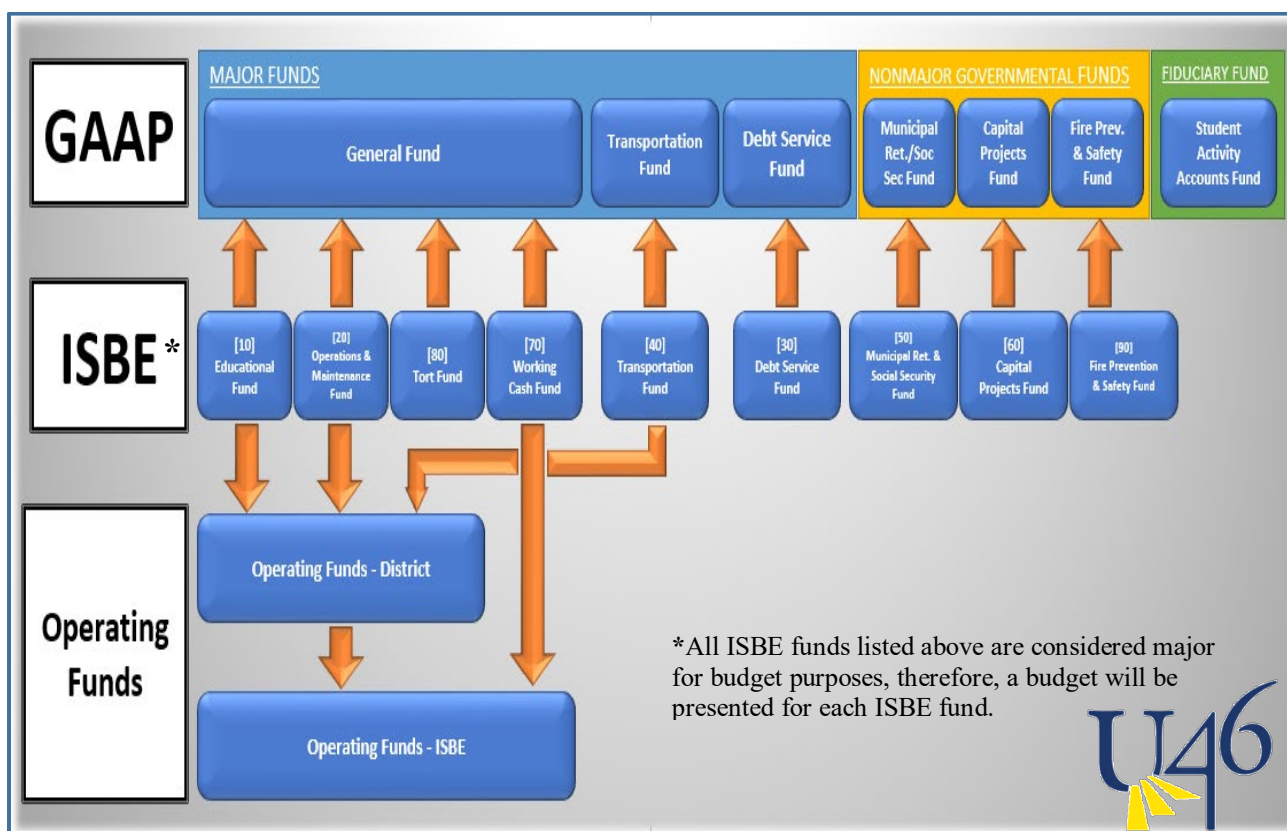 GAAP
MAJOR FUNDS
General Fund
Transportation
Fund
Debt Service
Fund
NONMAJOR GOVERNMENTAL FUNDS
Municipal
Ret./Soc
Sec Fund
Capital
Projects
Fund
Fire Prev.
& Safety
Fund
FIDUCIARY FUND
Student
Activity
Accounts Fund
ISBE *
[10]
Educational
Fund
[20]
Operations &
Maintenance
Fund
[80]
Tort Fund
[70]
Working
Cash Fund
[40]
Transportation
Fund
[30]
Debt Service
Fund
[50]
Municipal Ret. &
Social Security
Fund
[60]
Capital
Projects Fund
[90]
Fire Prevention
& Safety Fund
Operating
Funds
Operating Funds - District
Operating Funds - ISBE
*All ISBE funds listed above are considered major
for budget purposes, therefore, a budget will be
presented for each ISBE fund.
U46